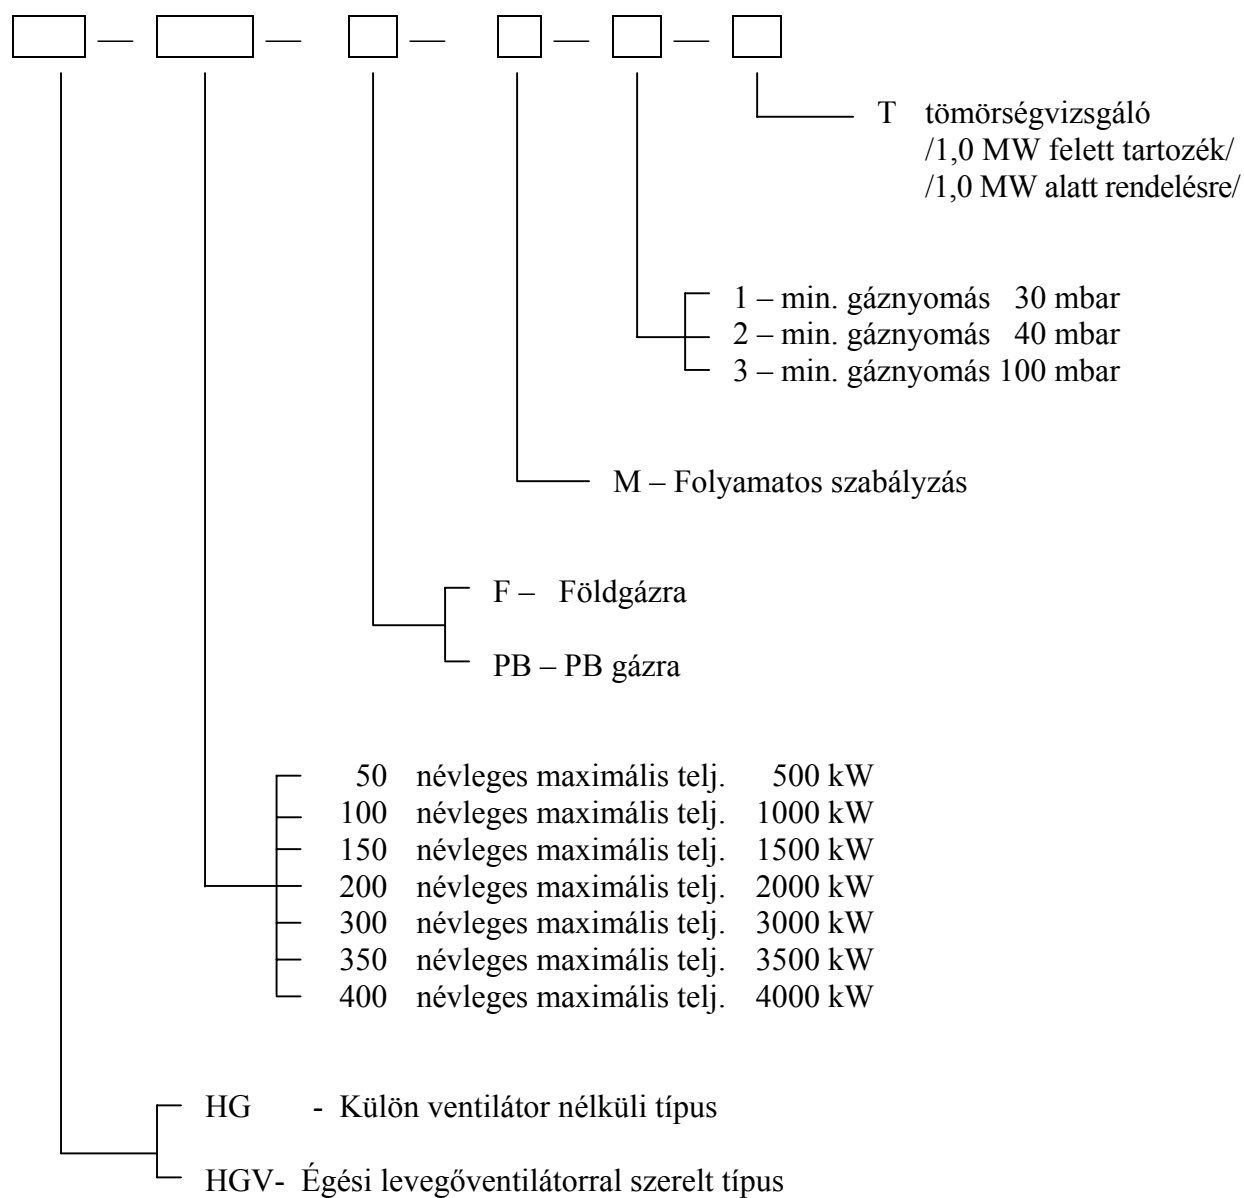 T tömörségvizsgáló
/1,0 MW felett tartozék/
/1,0 MW alatt rendelésre/
1 – min. gáznyomás 30 mbar
2 – min. gáznyomás 40 mbar
3 – min. gáznyomás 100 mbar
M – Folyamatos szabályzás
F – Földgázra
PB – PB gázra
50 névleges maximális telj. 500 kW
100 névleges maximális telj. 1000 kW
150 névleges maximális telj. 1500 kW
200 névleges maximális telj. 2000 kW
300 névleges maximális telj. 3000 kW
350 névleges maximális telj. 3500 kW
400 névleges maximális telj. 4000 kW
HG - Külön ventilátor nélküli típus
HGV- Égési levegőventilátorral szerelt típus